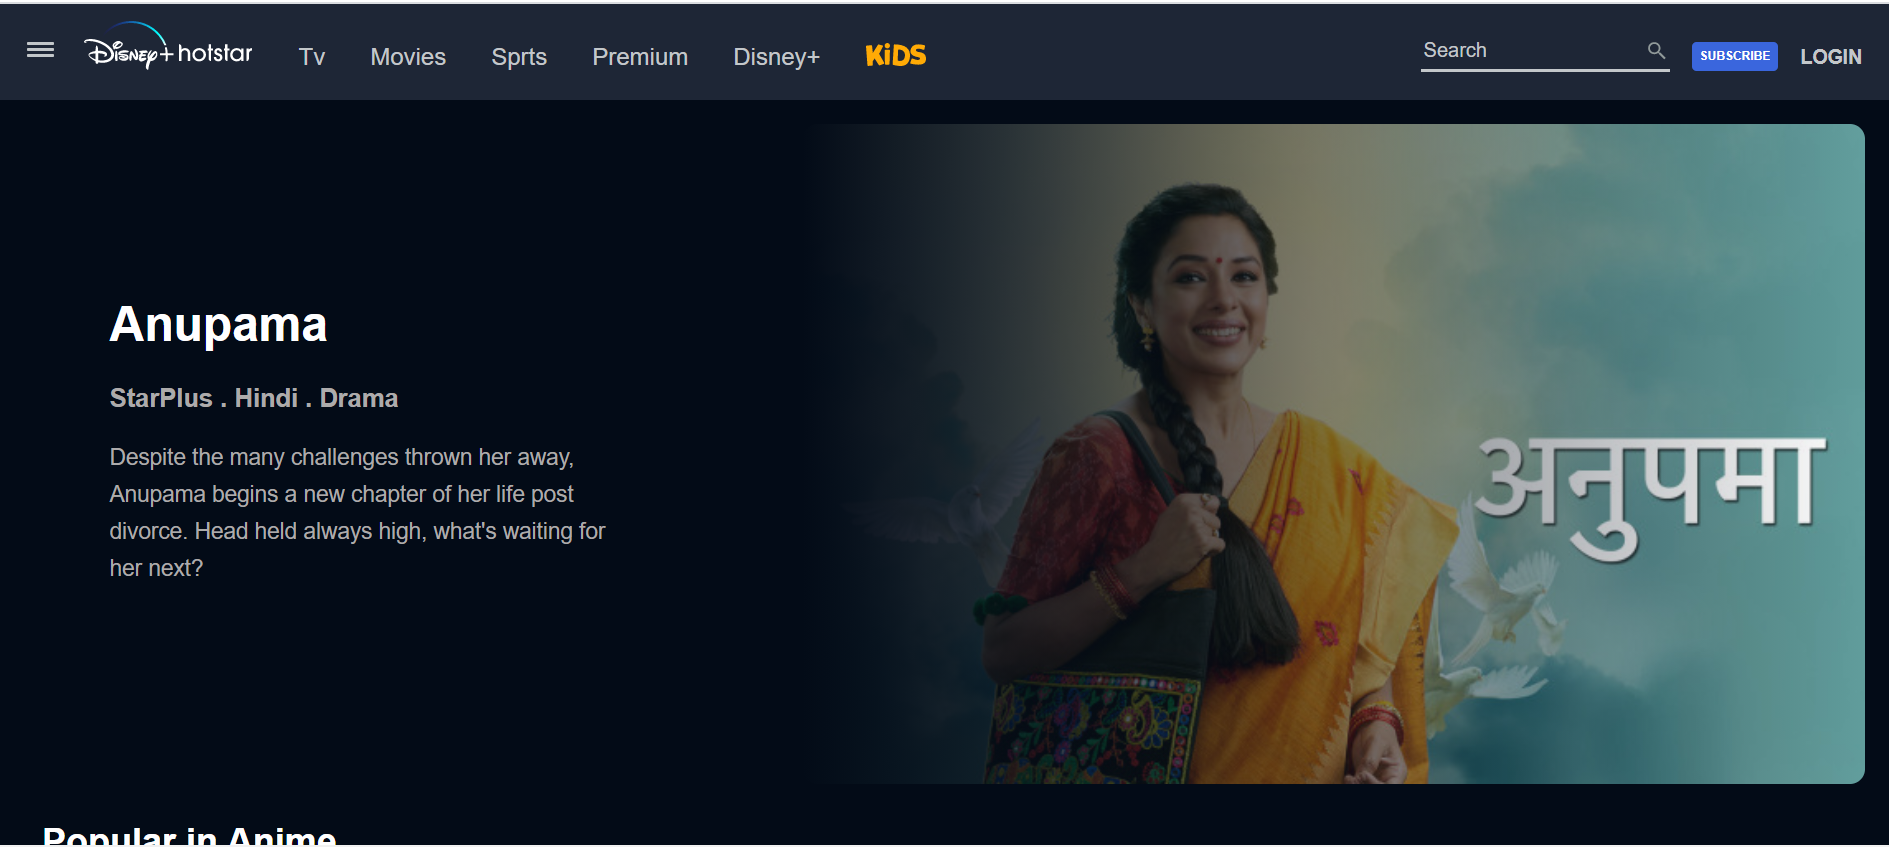 Disney+ hotstar
Tv
Movies
Sprts
Premium
Disney+
KiDS
Search
SUBSCRIBE
LOGIN
Anupama
StarPlus . Hindi . Drama
Despite the many challenges thrown her away,
Anupama begins a new chapter of her life post
divorce. Head held always high, what's waiting for
her next?
अनुपमा
Popular in Anime